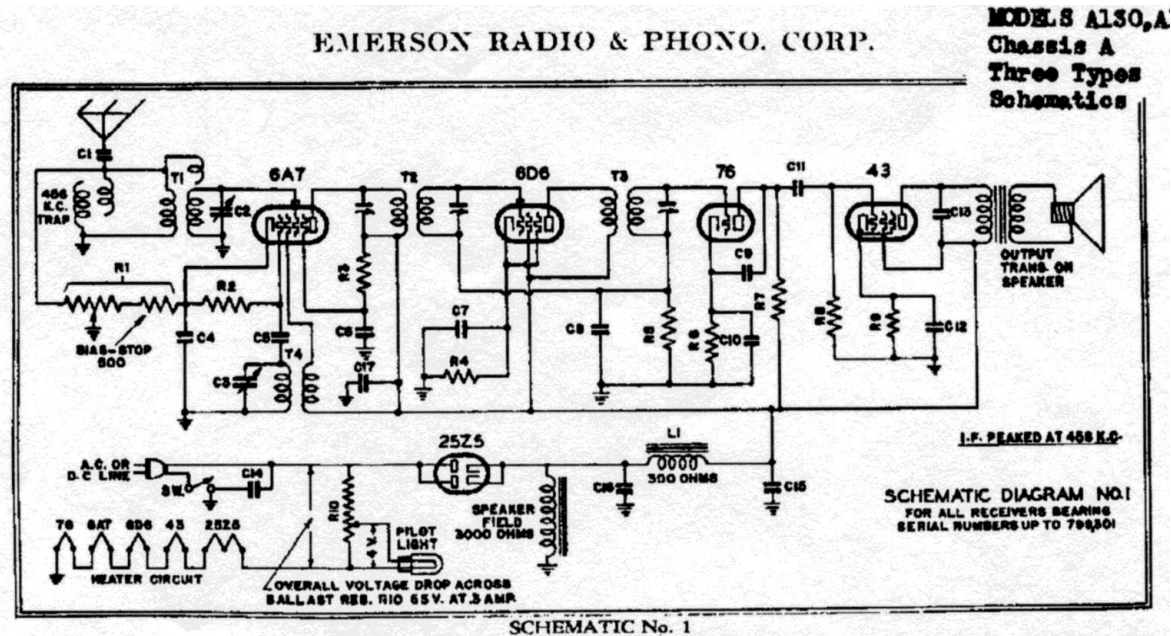 MODELS A130,A
Chassis A
Three Types
Schematics
EMERSON RADIO & PHONO. CORP.
C1
456
K.C.
TRAP
T1
C2
6A7
T2
6D6
T3
76
C11
43
C13
OUTPUT
TRANS. ON
SPEAKER
R1
BIAS-STOP
500
R2
C4
C5
R3
C6
C17
C3
T4
C7
R4
C8
R5
R6
C9
C10
R7
R8
R9
C12
I.F. PEAKED AT 456 K.C.
A.C. OR
D.C. LINE
SW.
C14
R10
4 V.
25Z5
SPEAKER
FIELD
3000 OHMS
PILOT
LIGHT
C16
L1
300 OHMS
C15
76 6A7 6D6 43 25Z5
HEATER CIRCUIT
OVERALL VOLTAGE DROP ACROSS
BALLAST RES. R10 65 V. AT .3 AMP.
SCHEMATIC DIAGRAM NO.1
FOR ALL RECEIVERS BEARING
SERIAL NUMBERS UP TO
SCHEMATIC No. 1